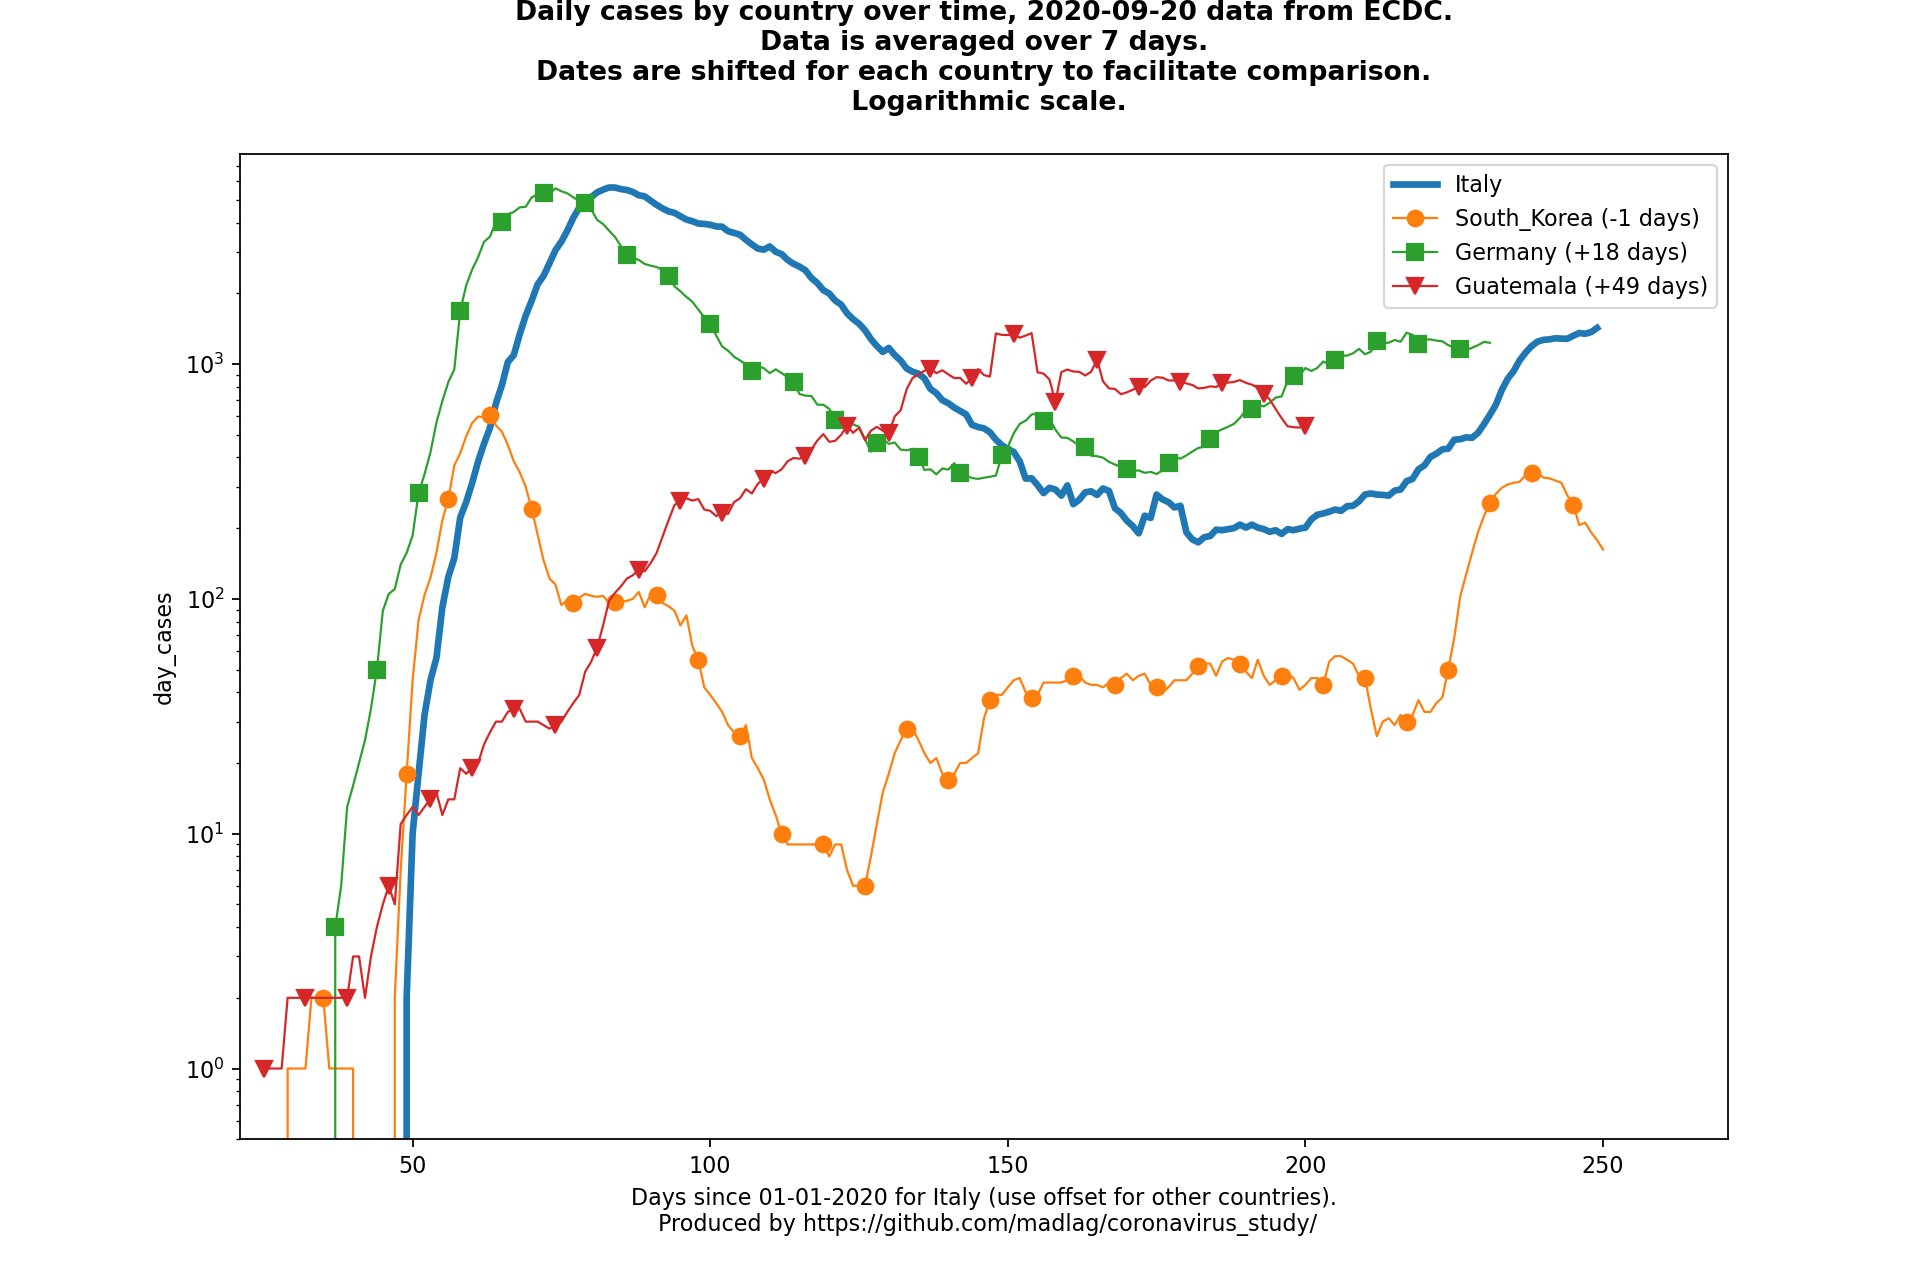 Daily cases by country over time, 2020-09-20 data from ECDC.
Data is averaged over 7 days.
Dates are shifted for each country to facilitate comparison.
Logarithmic scale.
Italy
South_Korea (-1 days)
Germany (+18 days)
Guatemala (+49 days)
day_cases
10³
10²
10¹
10⁰
50 100 150 200 250
Days since 01-01-2020 for Italy (use offset for other countries).
Produced by https://github.com/madlag/coronavirus_study/